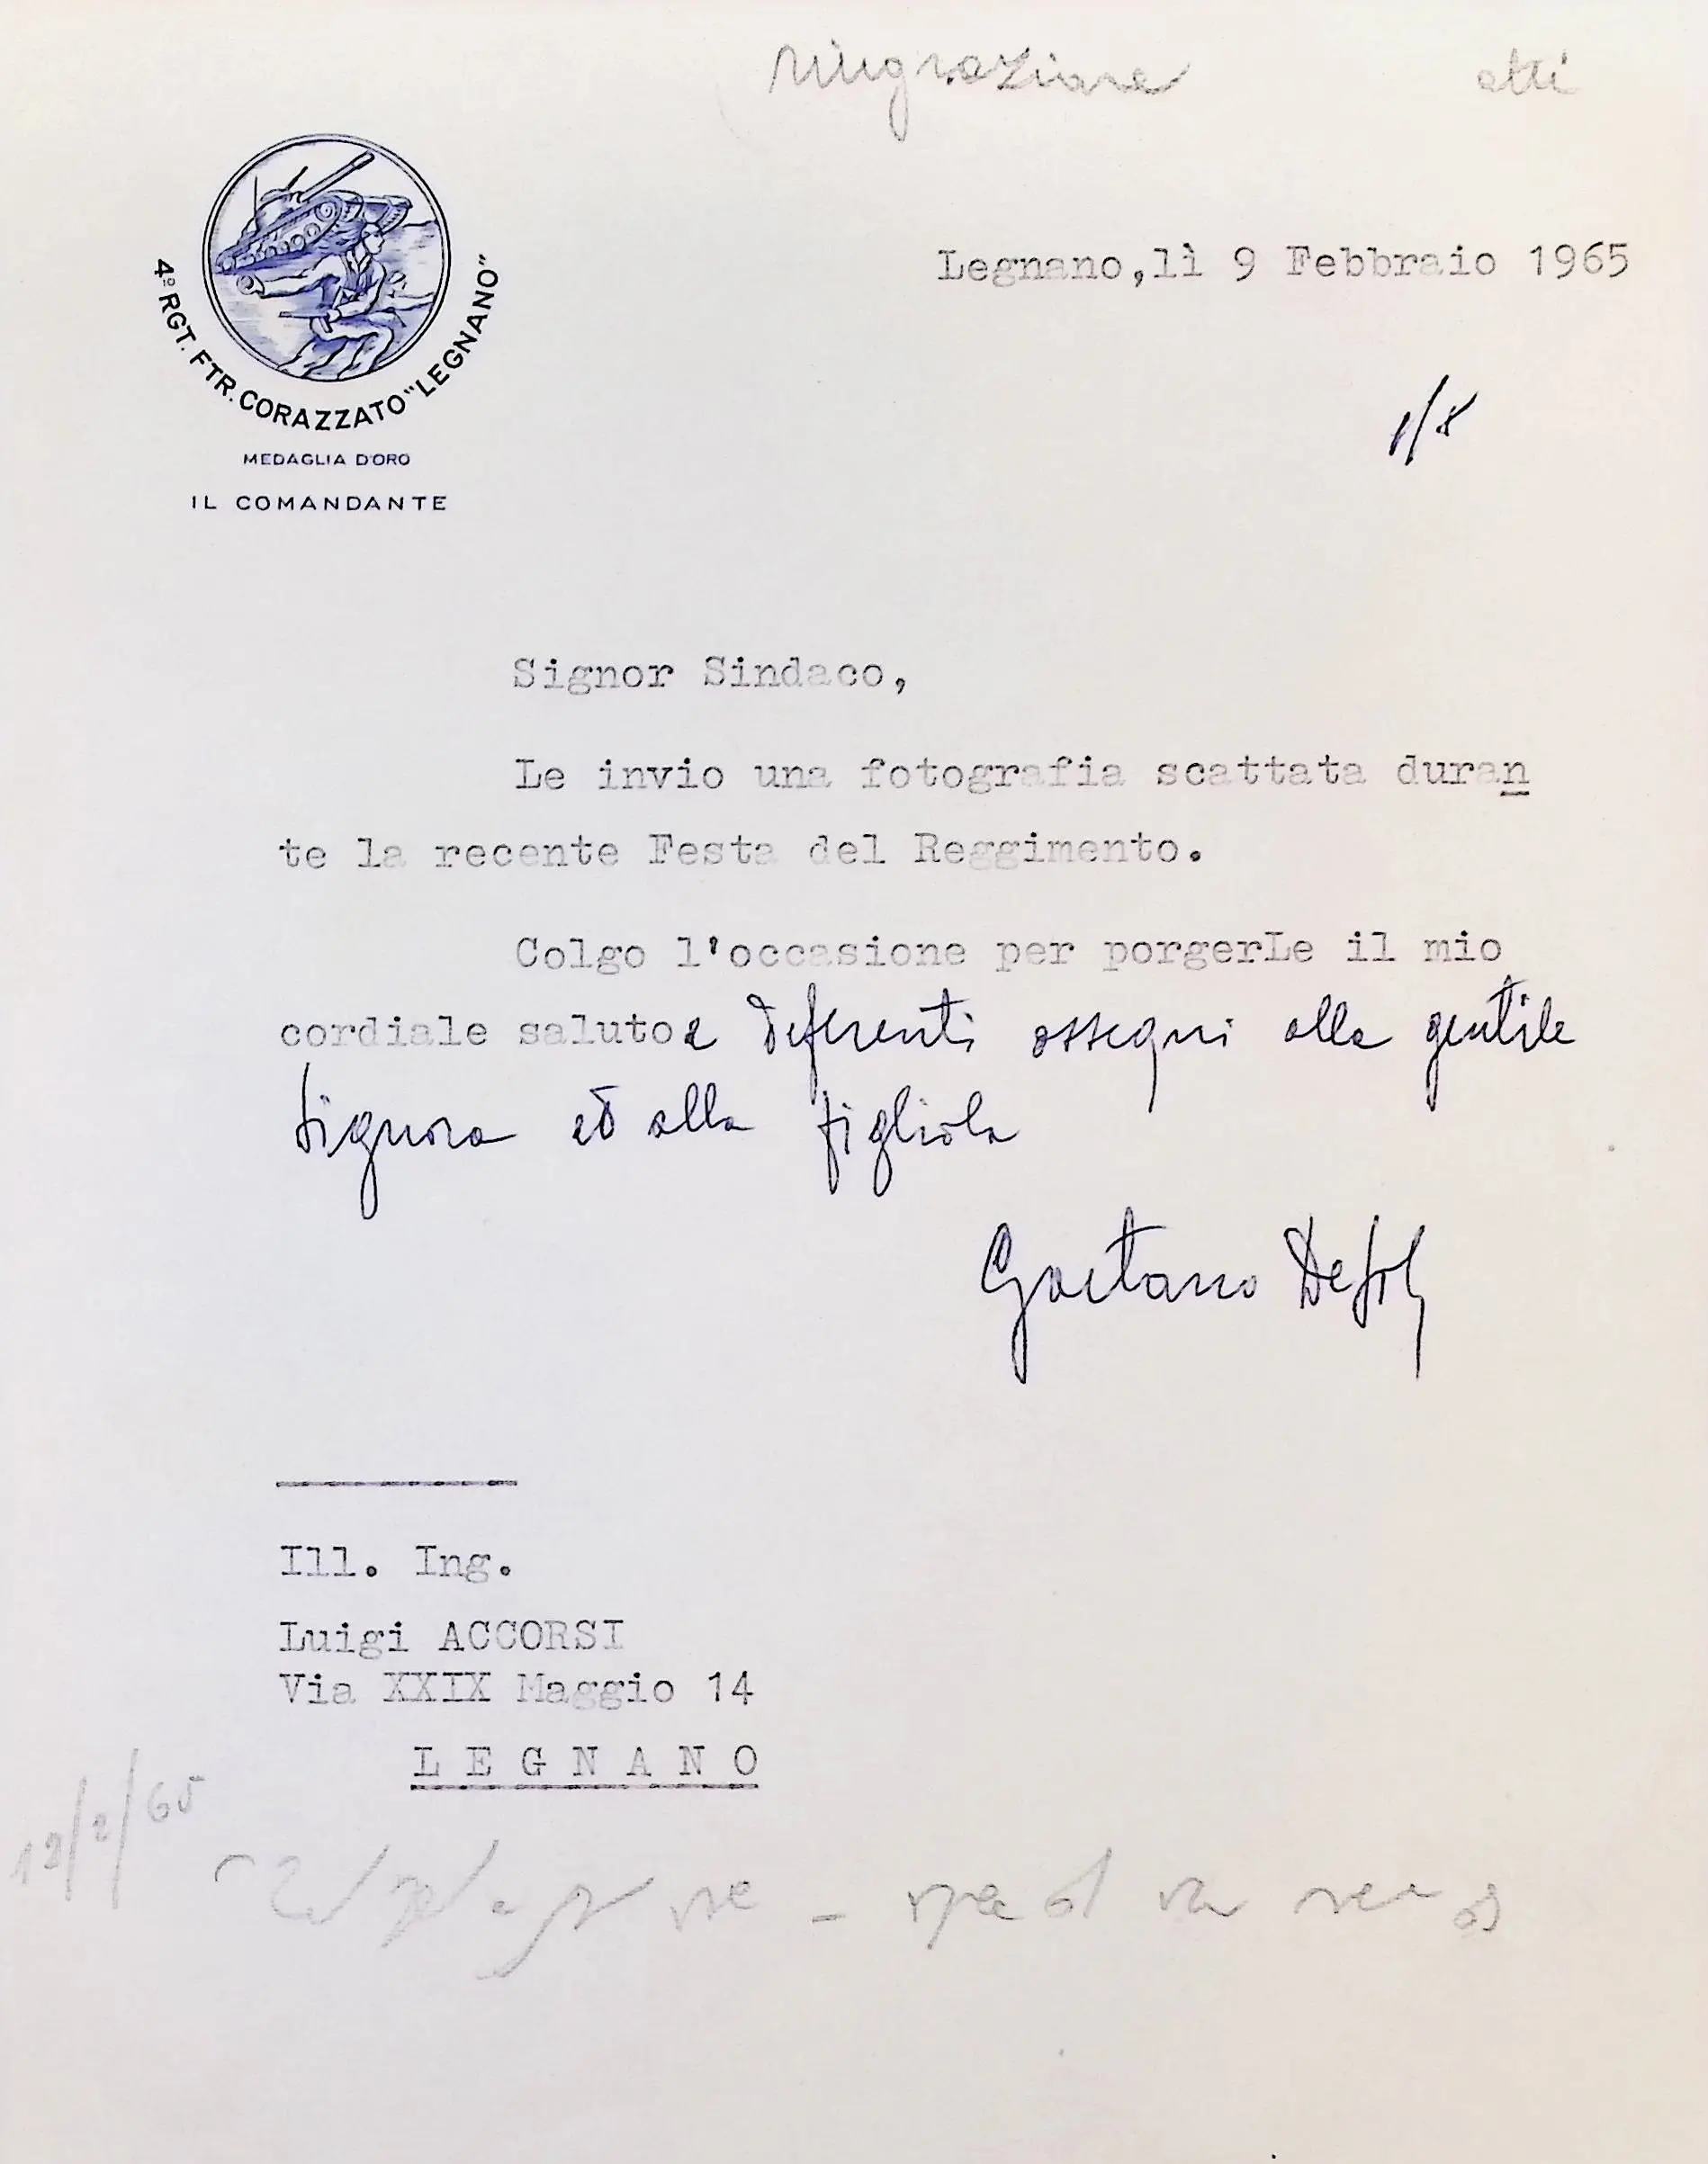 ringraziare atti
4º RGT. FTR. CORAZZATO "LEGNANO"
MEDAGLIA D'ORO
IL COMANDANTE
Legnano,lì 9 Febbraio 1965
Signor Sindaco,
Le invio una fotografia scattata duran
te la recente Festa del Reggimento.
Colgo l'occasione per porgerLe il mio
cordiale saluto e deferenti ossequi alla gentile
Signora ed alla figliola
Gaetano
Ill. Ing.
Luigi ACCORSI
Via XXIX Maggio 14
L E G N A N O
12/2/65